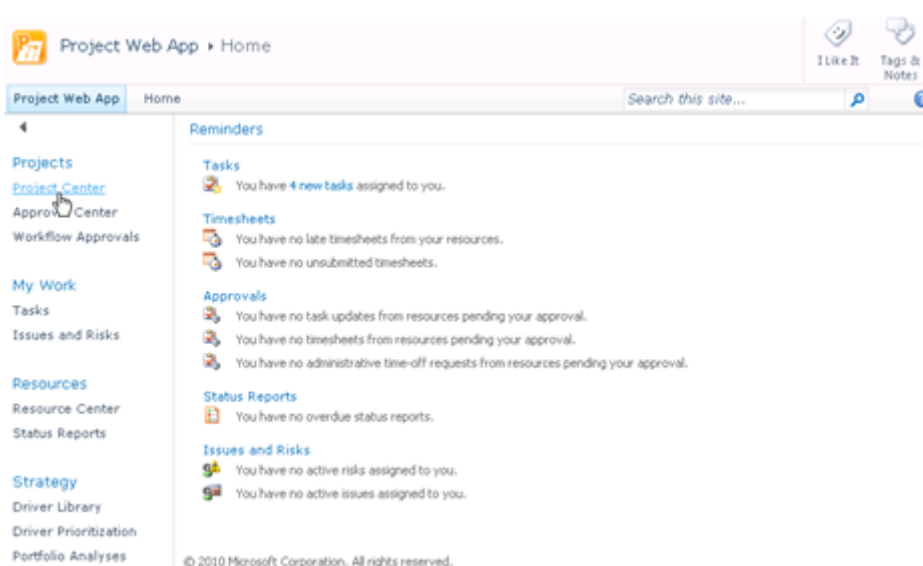 Project Web App ▸ Home
I Like It
Tags &
Notes
Project Web App Home
Search this site...
Reminders
Projects
Project Center
Approval Center
Workflow Approvals
My Work
Tasks
Issues and Risks
Resources
Resource Center
Status Reports
Strategy
Driver Library
Driver Prioritization
Portfolio Analyses
Tasks
You have 4 new tasks assigned to you.
Timesheets
You have no late timesheets from your resources.
You have no unsubmitted timesheets.
Approvals
You have no task updates from resources pending your approval.
You have no timesheets from resources pending your approval.
You have no administrative time-off requests from resources pending your approval.
Status Reports
You have no overdue status reports.
Issues and Risks
You have no active risks assigned to you.
You have no active issues assigned to you.
© 2010 Microsoft Corporation. All rights reserved.